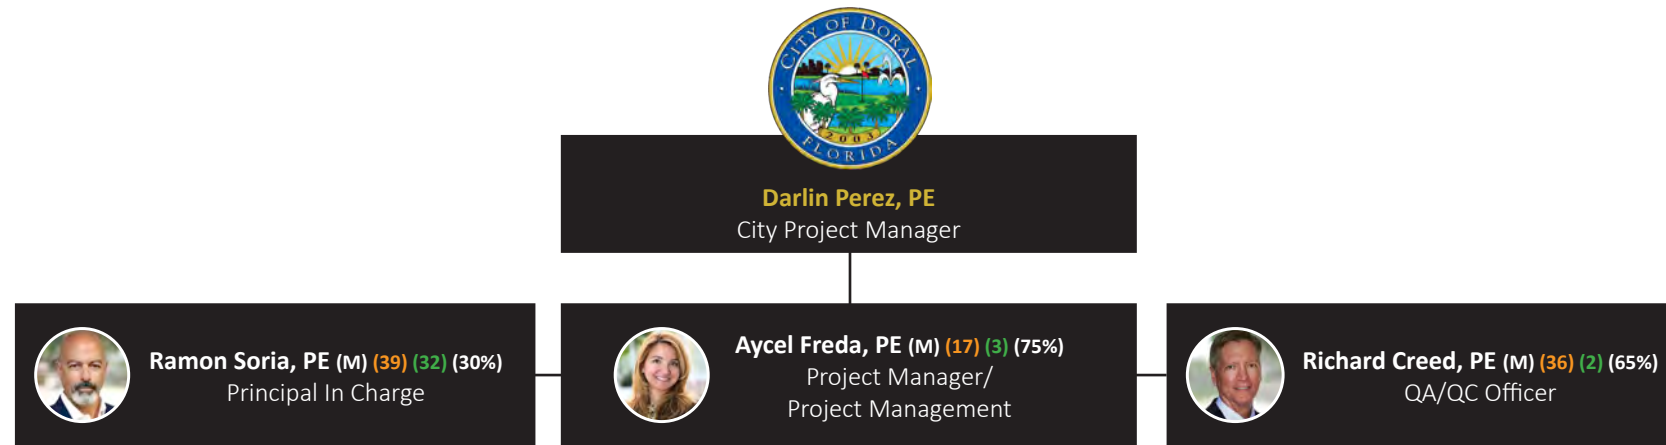 CITY OF DORAL
2003
FLORIDA
Darlin Perez, PE
City Project Manager
Ramon Soria, PE (M) (39) (32) (30%)
Principal In Charge
Aycel Freda, PE (M) (17) (3) (75%)
Project Manager/
Project Management
Richard Creed, PE (M) (36) (2) (65%)
QA/QC Officer